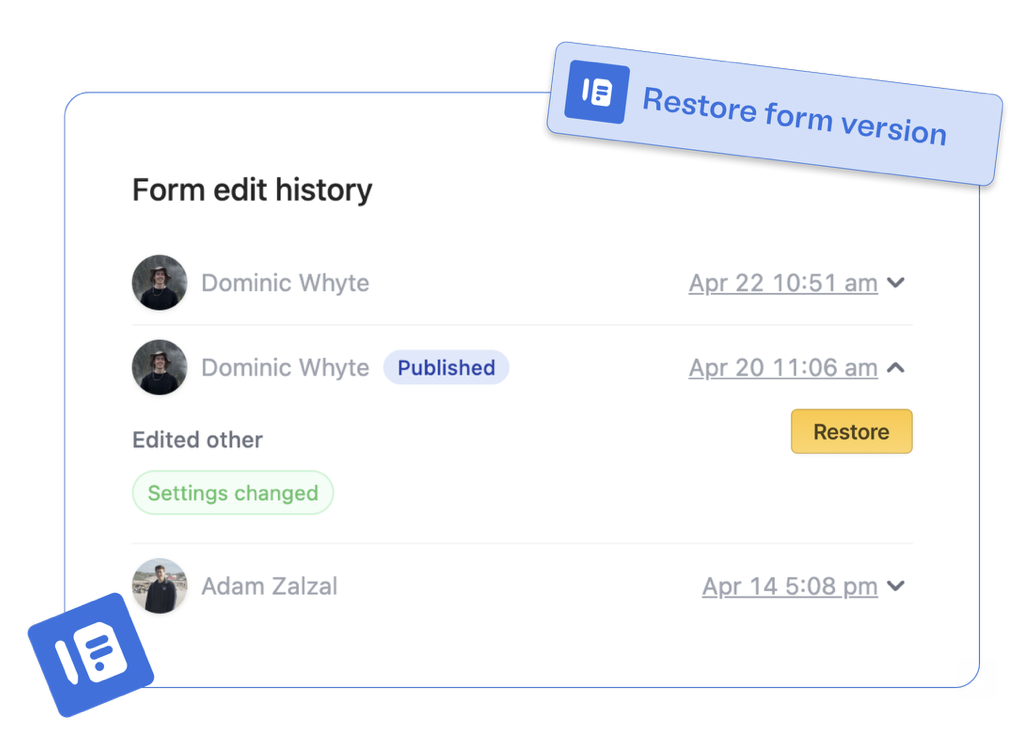 Restore form version
Form edit history
Dominic Whyte Apr 22 10:51 am
Dominic Whyte Published Apr 20 11:06 am
Restore
Edited other
Settings changed
Adam Zalzal Apr 14 5:08 pm